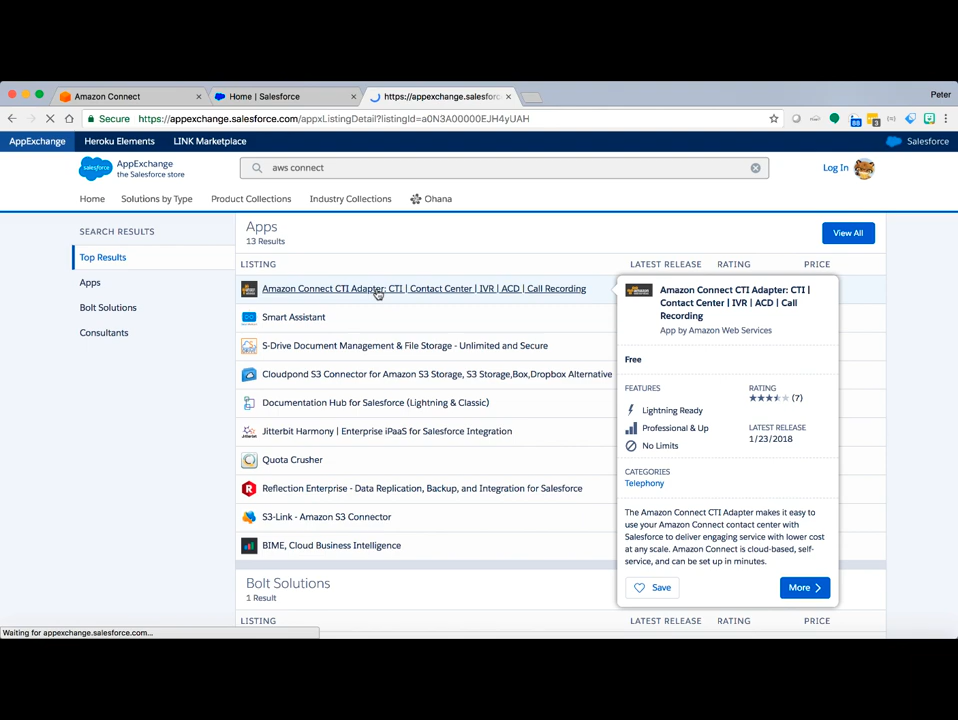 Amazon Connect
Home | Salesforce
https://appexchange.salesforc
Peter
Secure
https://appexchange.salesforce.com/appxListingDetail?listingId=a0N3A00000EJH4yUAH
AppExchange
Heroku Elements
LINK Marketplace
Salesforce
AppExchange
the Salesforce store
aws connect
Log In
Home
Solutions by Type
Product Collections
Industry Collections
Ohana
SEARCH RESULTS
Top Results
Apps
Bolt Solutions
Consultants
Apps
13 Results
View All
LISTING
LATEST RELEASE
RATING
PRICE
Amazon Connect CTI Adapter: CTI | Contact Center | IVR | ACD | Call Recording
Smart Assistant
S-Drive Document Management & File Storage - Unlimited and Secure
Cloudpond S3 Connector for Amazon S3 Storage, S3 Storage,Box,Dropbox Alternative
Documentation Hub for Salesforce (Lightning & Classic)
Jitterbit Harmony | Enterprise iPaaS for Salesforce Integration
Quota Crusher
Reflection Enterprise - Data Replication, Backup, and Integration for Salesforce
S3-Link - Amazon S3 Connector
BIME, Cloud Business Intelligence
Amazon Connect CTI Adapter: CTI |
Contact Center | IVR | ACD | Call
Recording
App by Amazon Web Services
Free
FEATURES
Lightning Ready
Professional & Up
No Limits
RATING
(7)
LATEST RELEASE
1/23/2018
CATEGORIES
Telephony
The Amazon Connect CTI Adapter makes it easy to
use your Amazon Connect contact center with
Salesforce to deliver engaging service with lower cost
at any scale. Amazon Connect is cloud-based, self-
service, and can be set up in minutes.
Save
More
Bolt Solutions
1 Result
LISTING
LATEST RELEASE
RATING
PRICE
Waiting for appexchange.salesforce.com...